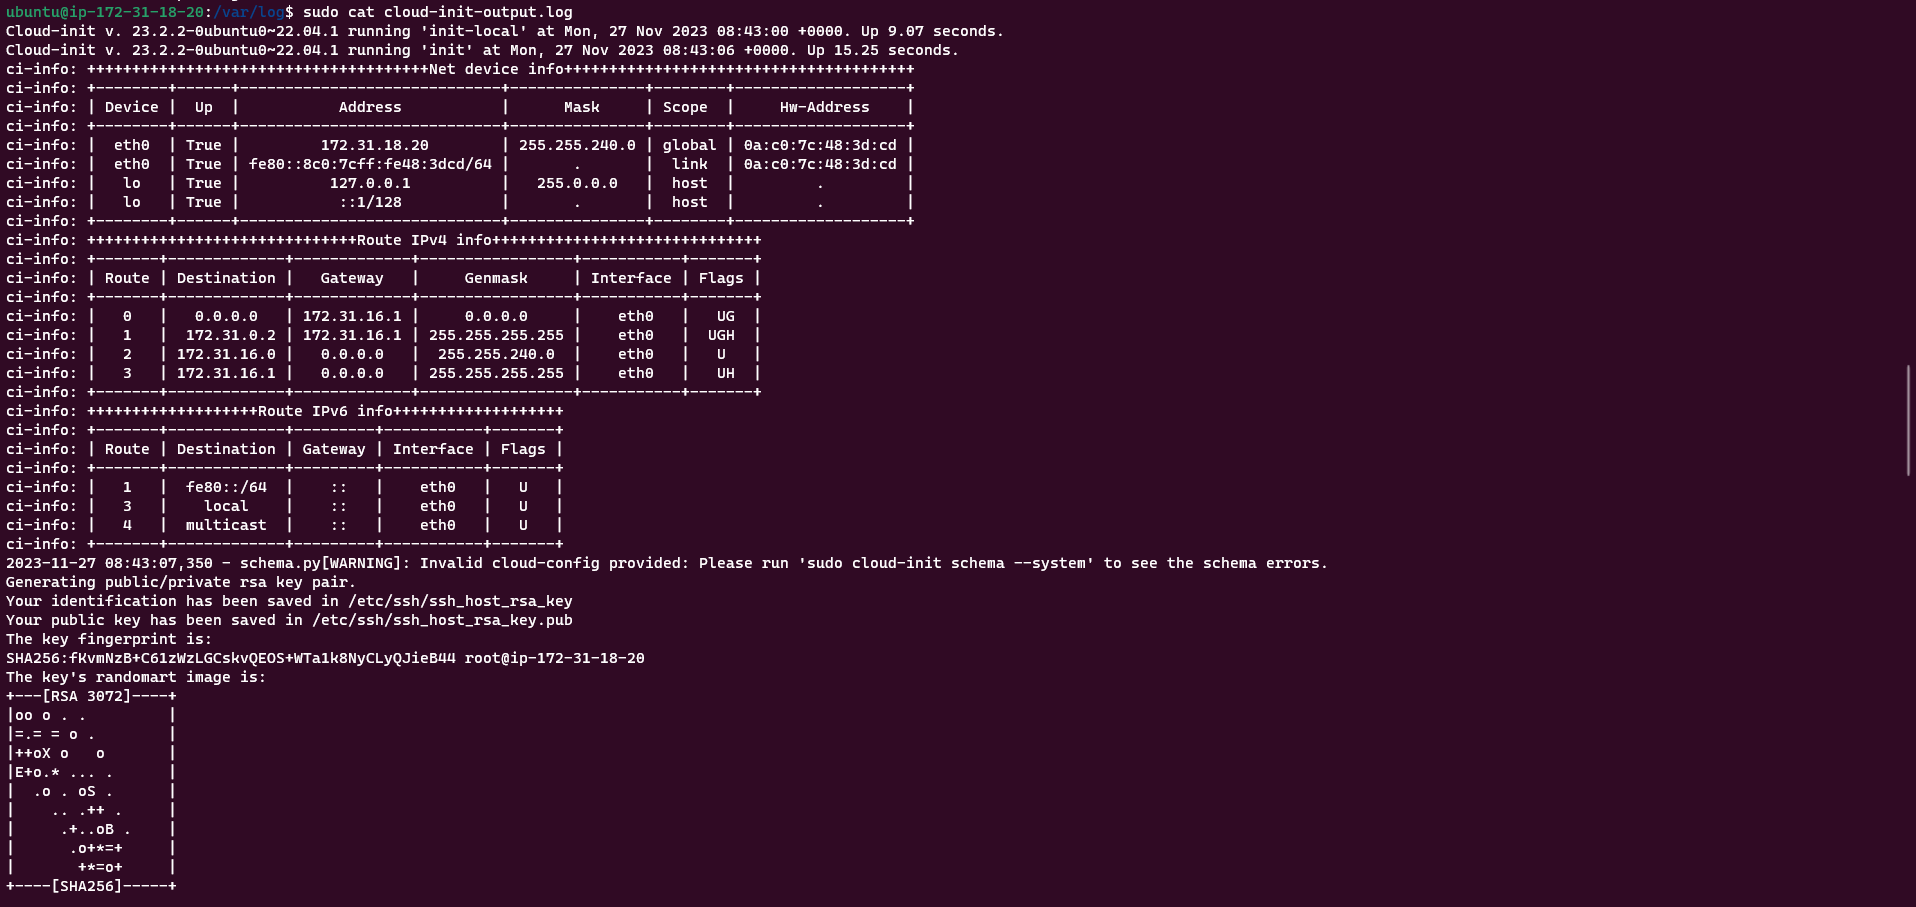 ubuntu@ip-172-31-18-20:/var/log$ sudo cat cloud-init-output.log
Cloud-init v. 23.2.2-0ubuntu0~22.04.1 running 'init-local' at Mon, 27 Nov 2023 08:43:00 +0000. Up 9.07 seconds.
Cloud-init v. 23.2.2-0ubuntu0~22.04.1 running 'init' at Mon, 27 Nov 2023 08:43:06 +0000. Up 15.25 seconds.
ci-info: ++++++++++++++++++++++++++++++++++++++Net device info+++++++++++++++++++++++++++++++++++++++
ci-info: +--------+------+-----------------------------+---------------+--------+-------------------+
ci-info: | Device |  Up  |           Address           |      Mask     | Scope  |     Hw-Address    |
ci-info: +--------+------+-----------------------------+---------------+--------+-------------------+
ci-info: |  eth0  | True |         172.31.18.20        | 255.255.240.0 | global | 0a:c0:7c:48:3d:cd |
ci-info: |  eth0  | True | fe80::8c0:7cff:fe48:3dcd/64 |       .       |  link  | 0a:c0:7c:48:3d:cd |
ci-info: |   lo   | True |          127.0.0.1          |   255.0.0.0   |  host  |         .         |
ci-info: |   lo   | True |           ::1/128           |       .       |  host  |         .         |
ci-info: +--------+------+-----------------------------+---------------+--------+-------------------+
ci-info: ++++++++++++++++++++++++++++++Route IPv4 info++++++++++++++++++++++++++++++
ci-info: +-------+-------------+-------------+-----------------+-----------+-------+
ci-info: | Route | Destination |   Gateway   |     Genmask     | Interface | Flags |
ci-info: +-------+-------------+-------------+-----------------+-----------+-------+
ci-info: |   0   |   0.0.0.0   | 172.31.16.1 |     0.0.0.0     |    eth0   |   UG  |
ci-info: |   1   |  172.31.0.2 | 172.31.16.1 | 255.255.255.255 |    eth0   |  UGH  |
ci-info: |   2   | 172.31.16.0 |   0.0.0.0   |  255.255.240.0  |    eth0   |   U   |
ci-info: |   3   | 172.31.16.1 |   0.0.0.0   | 255.255.255.255 |    eth0   |   UH  |
ci-info: +-------+-------------+-------------+-----------------+-----------+-------+
ci-info: +++++++++++++++++++Route IPv6 info+++++++++++++++++++
ci-info: +-------+-------------+---------+-----------+-------+
ci-info: | Route | Destination | Gateway | Interface | Flags |
ci-info: +-------+-------------+---------+-----------+-------+
ci-info: |   1   |  fe80::/64  |    ::   |    eth0   |   U   |
ci-info: |   3   |    local    |    ::   |    eth0   |   U   |
ci-info: |   4   |  multicast  |    ::   |    eth0   |   U   |
ci-info: +-------+-------------+---------+-----------+-------+
2023-11-27 08:43:07,350 - schema.py[WARNING]: Invalid cloud-config provided: Please run 'sudo cloud-init schema --system' to see the schema errors.
Generating public/private rsa key pair.
Your identification has been saved in /etc/ssh/ssh_host_rsa_key
Your public key has been saved in /etc/ssh/ssh_host_rsa_key.pub
The key fingerprint is:
SHA256:fKvmNzB+C61zWzLGCskvQEOS+WTa1k8NyCLyQJieB44 root@ip-172-31-18-20
The key's randomart image is:
+---[RSA 3072]----+
|oo o . .         |
|=.= = o .        |
|++oX o   o       |
|E+o.* ... .      |
|  .o . oS .      |
|    .. .++ .     |
|     .+..oB .    |
|      .o+*=+     |
|       +*=o+     |
+----[SHA256]-----+